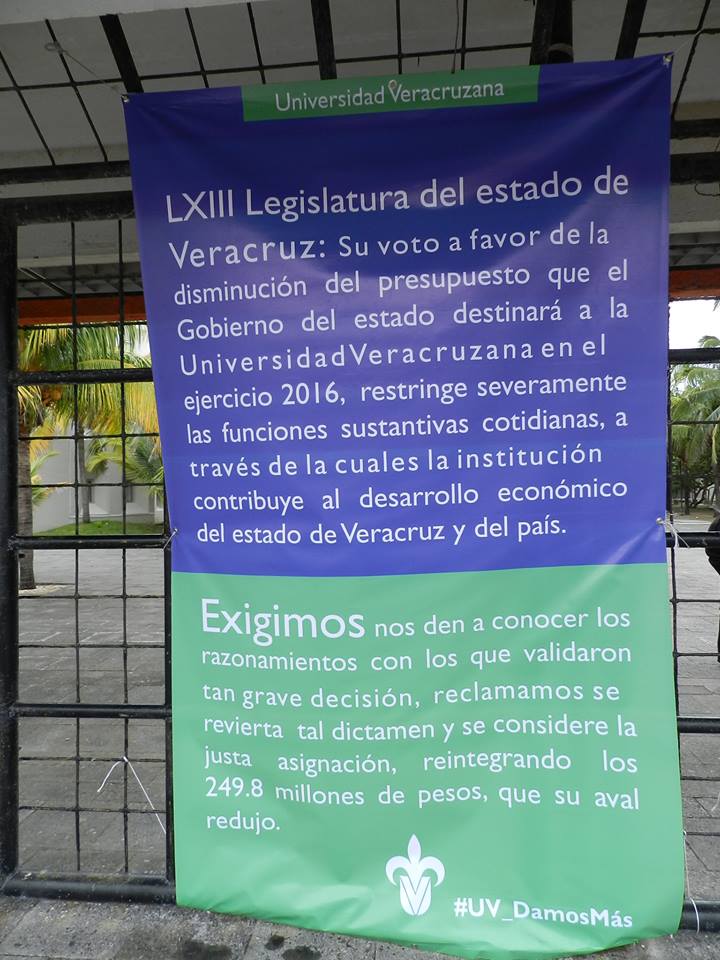 Universidad Veracruzana
LXIII Legislatura del estado de
Veracruz: Su voto a favor de la
disminución del presupuesto que el
Gobierno del estado destinará a la
Universidad Veracruzana en el
ejercicio 2016, restringe severamente
las funciones sustantivas cotidianas, a
través de la cuales la institución
contribuye al desarrollo económico
del estado de Veracruz y del país.
Exigimos nos den a conocer los
razonamientos con los que validaron
tan grave decisión, reclamamos se
revierta tal dictamen y se considere la
justa asignación, reintegrando los
249.8 millones de pesos, que su aval
redujo.
#UV_DamosMás